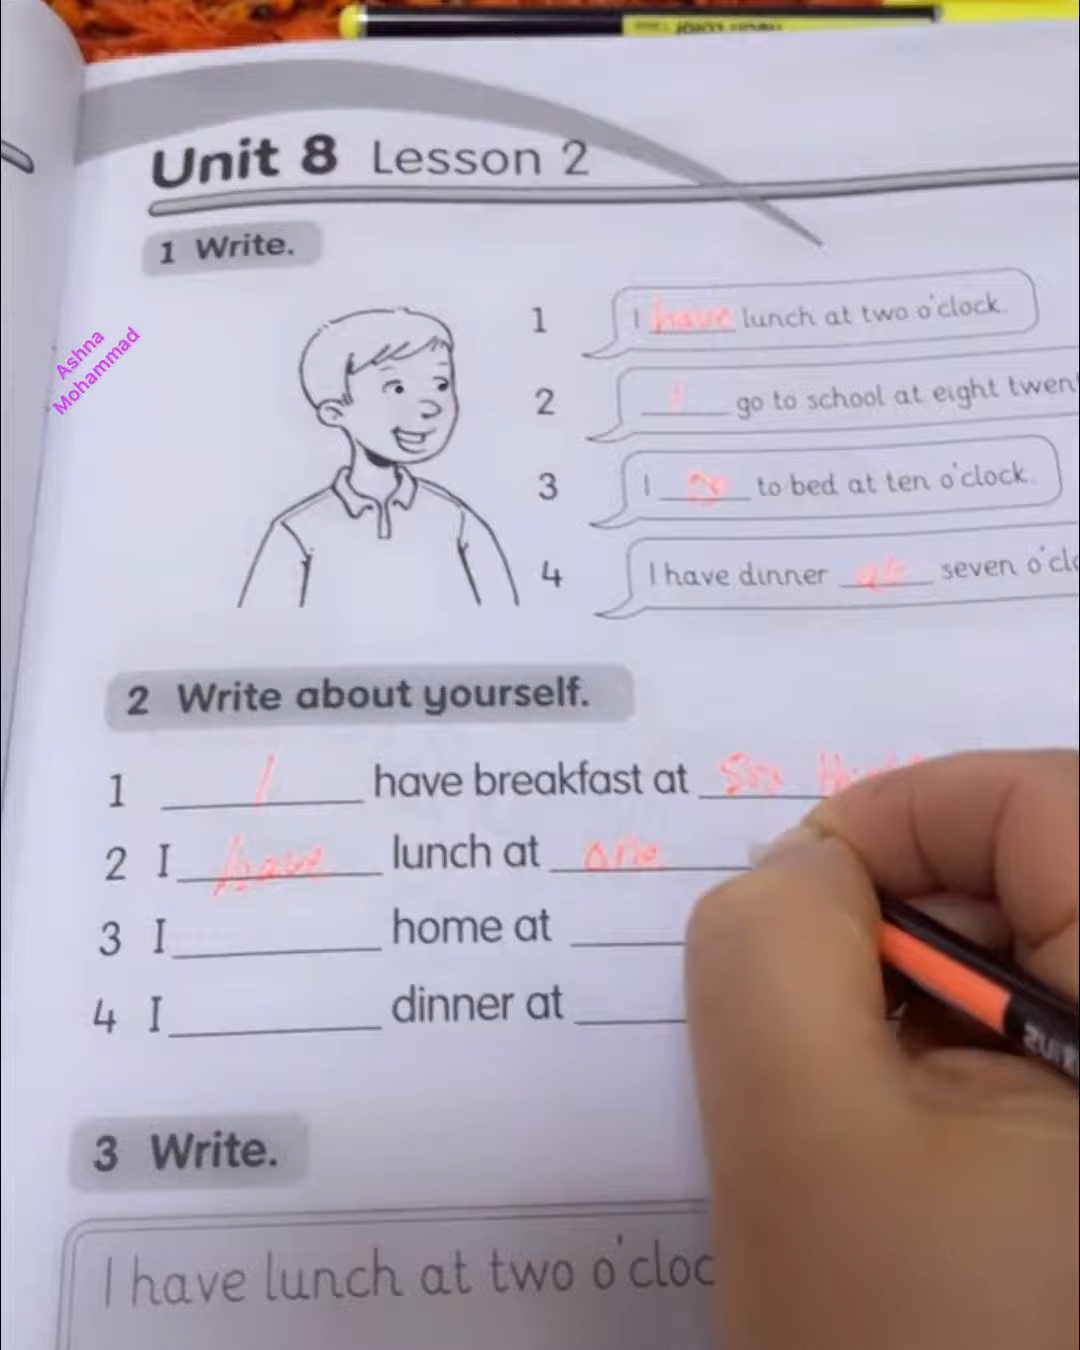 Unit 8 Lesson 2
1 Write.
Ashna
Mohammad
1 I have lunch at two o'clock.
2 I go to school at eight
3 I go to bed at ten o'clock.
4 I have dinner at seven
2 Write about yourself.
1 I have breakfast at Six
2 I have lunch at one
3 I home at
4 I dinner at
3 Write.
I have lunch at two